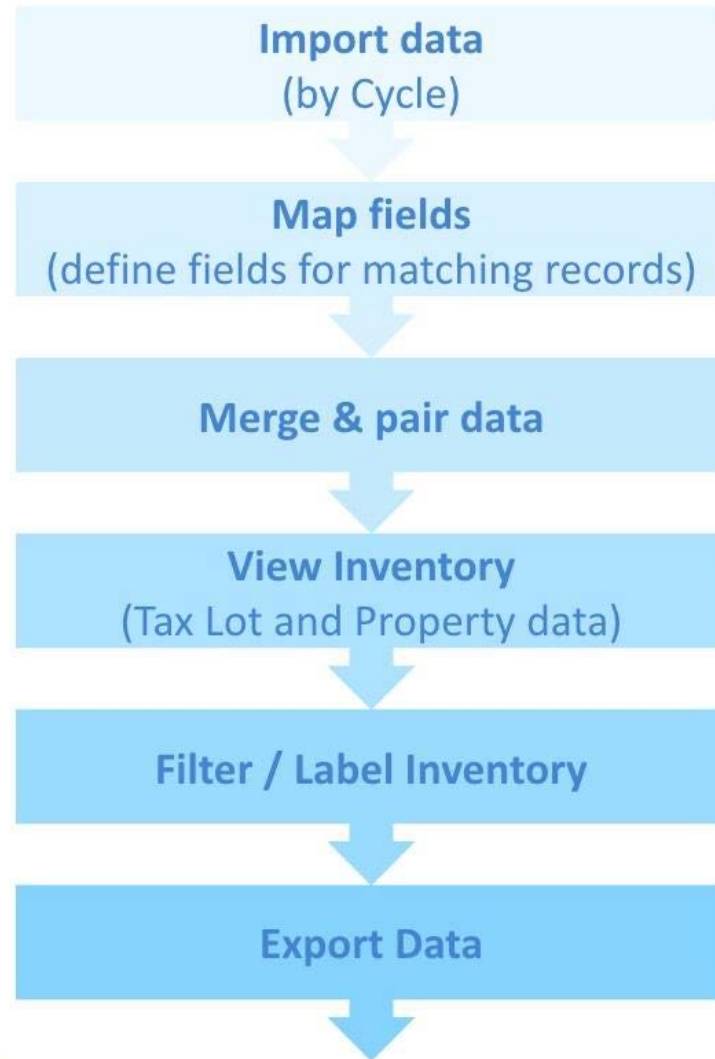 Import data
(by Cycle)
Map fields
(define fields for matching records)
Merge & pair data
View Inventory
(Tax Lot and Property data)
Filter / Label Inventory
Export Data